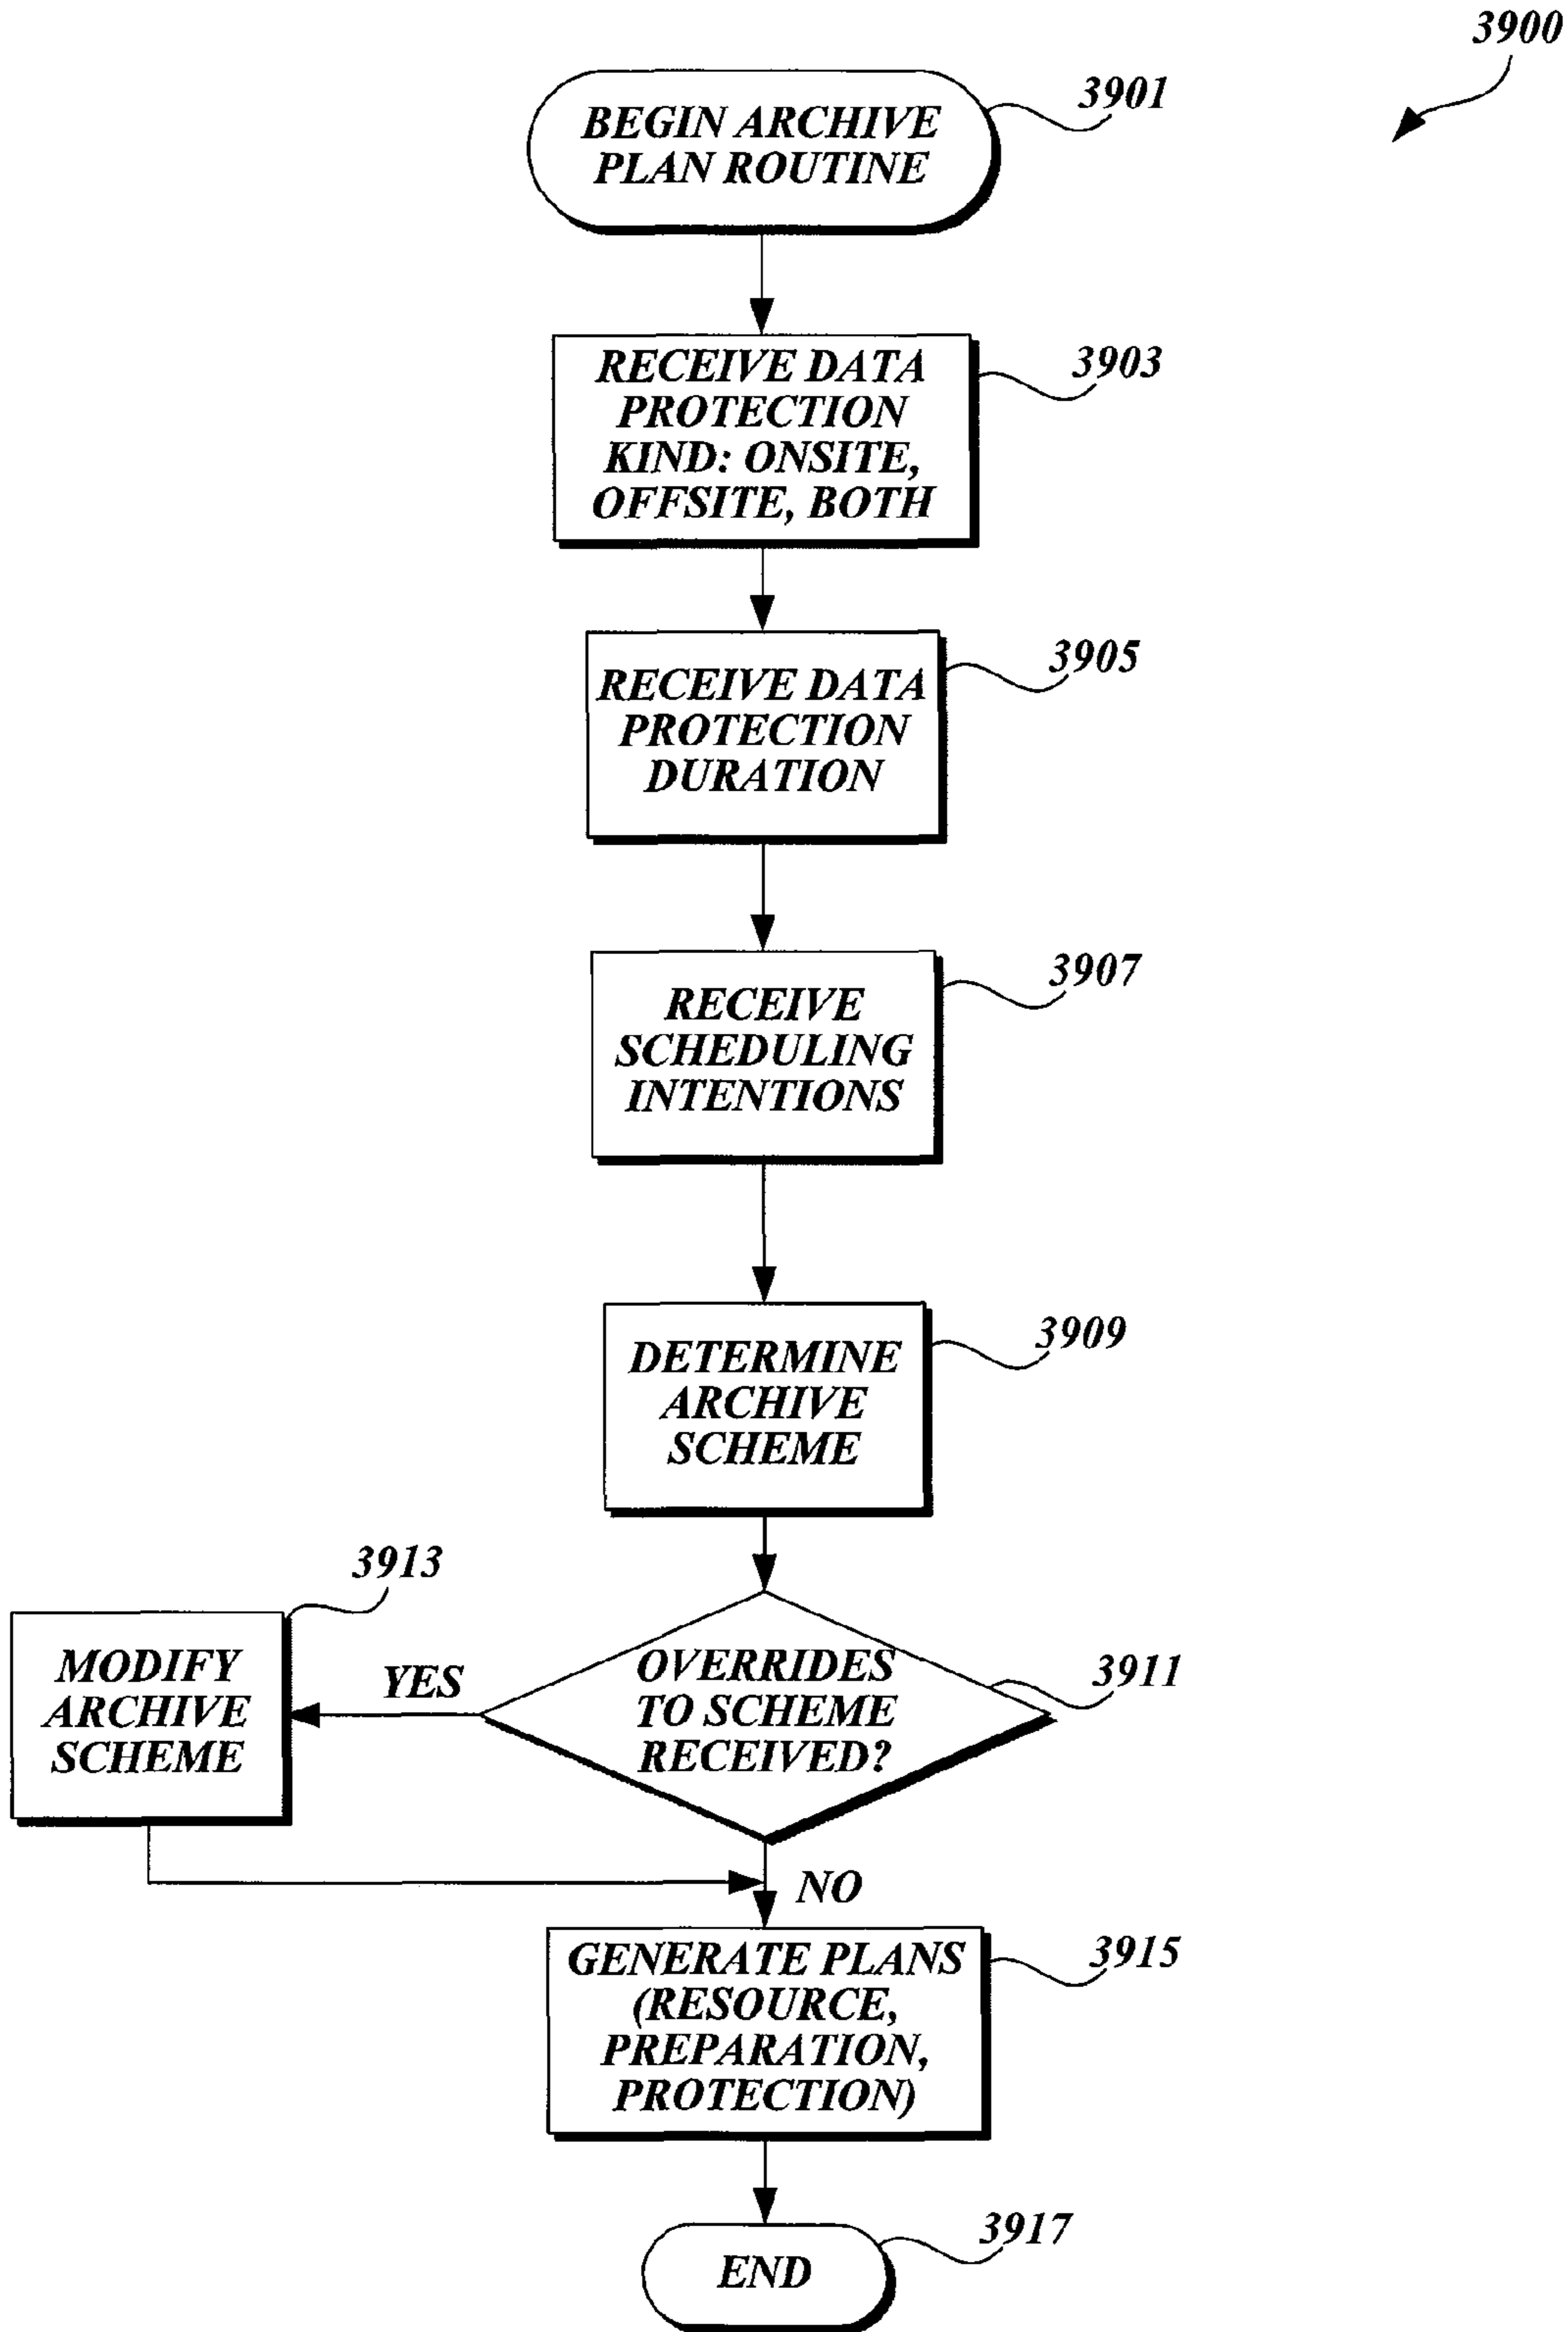 3900
BEGIN ARCHIVE
PLAN ROUTINE
3901
RECEIVE DATA
PROTECTION
KIND: ONSITE,
OFFSITE, BOTH
3903
RECEIVE DATA
PROTECTION
DURATION
3905
RECEIVE
SCHEDULING
INTENTIONS
3907
DETERMINE
ARCHIVE
SCHEME
3909
OVERRIDES
TO SCHEME
RECEIVED?
3911
YES
3913
MODIFY
ARCHIVE
SCHEME
NO
GENERATE PLANS
(RESOURCE,
PREPARATION,
PROTECTION)
3915
END
3917